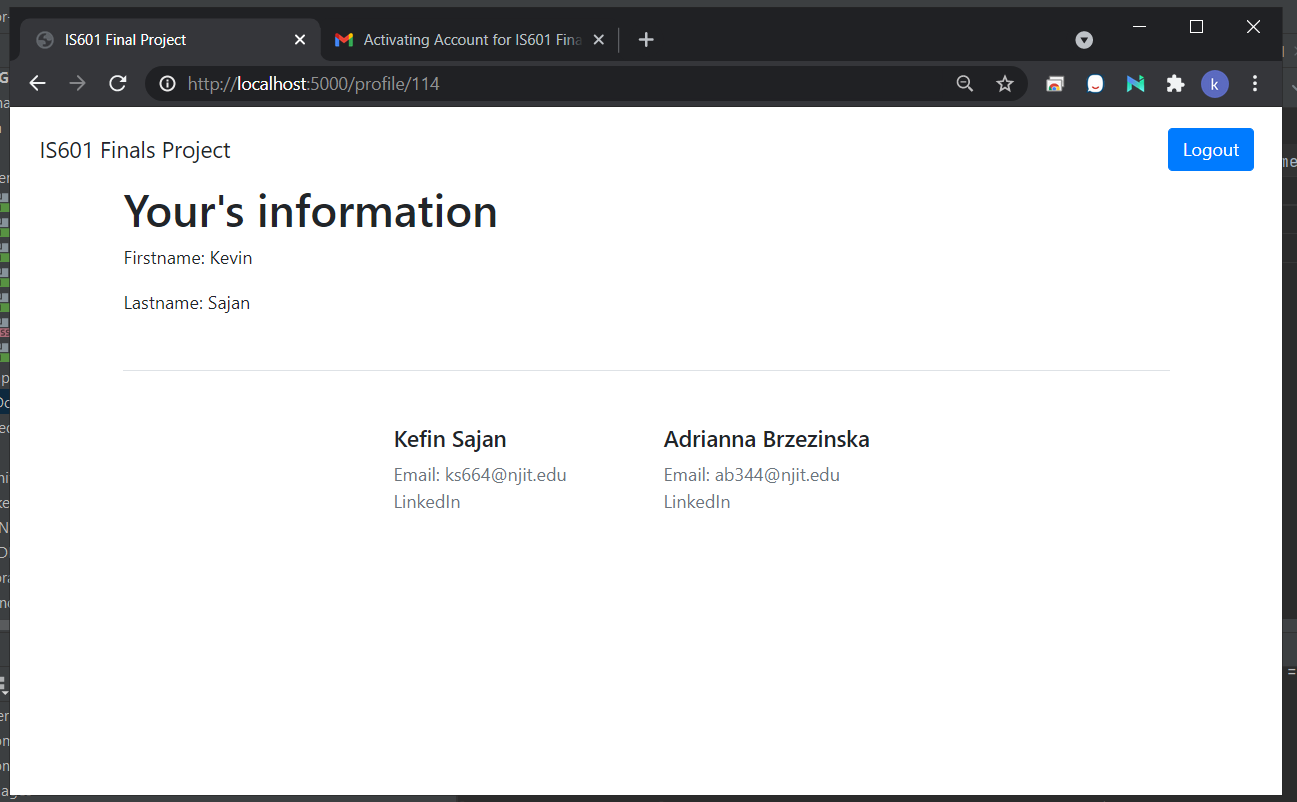 IS601 Final Project
Activating Account for IS601 Fina
http://localhost:5000/profile/114
k
IS601 Finals Project
Logout
Your's information
Firstname: Kevin
Lastname: Sajan
Kefin Sajan
Adrianna Brzezinska
Email: ks664@njit.edu
Email: ab344@njit.edu
LinkedIn
LinkedIn